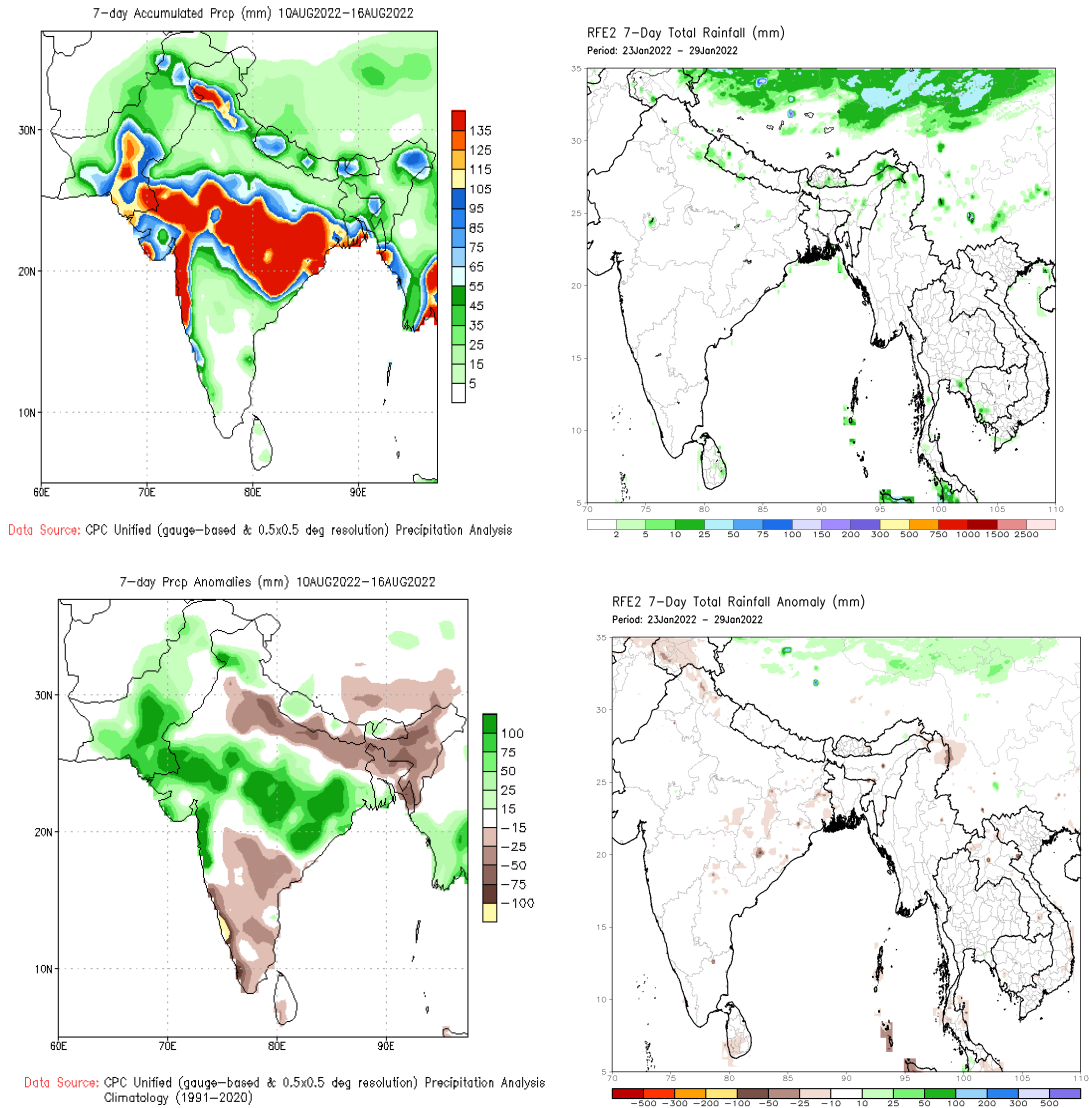 7-day Accumulated Prcp (mm) 10AUG2022-16AUG2022
30N
20N
10N
60E 70E 80E 90E
135
125
115
105
95
85
75
65
55
45
35
25
15
5
Data Source: CPC Unified (gauge-based & 0.5x0.5 deg resolution) Precipitation Analysis
RFE2 7-Day Total Rainfall (mm)
Period: 23Jan2022 - 29Jan2022
35
30
25
20
15
10
5
70 75 80 85 90 95 100 105 110
2 5 10 25 50 75 100 150 200 300 500 750 1000 1500 2500
7-day Prcp Anomalies (mm) 10AUG2022-16AUG2022
30N
20N
10N
60E 70E 80E 90E
100
75
50
25
15
-15
-25
-50
-75
-100
Data Source: CPC Unified (gauge-based & 0.5x0.5 deg resolution) Precipitation Analysis
Climatology (1991-2020)
RFE2 7-Day Total Rainfall Anomaly (mm)
Period: 23Jan2022 - 29Jan2022
35
30
25
20
15
10
5
70 75 80 85 90 95 100 105 110
-500 -300 -200 -100 -50 -25 -10 10 50 100 200 300 500